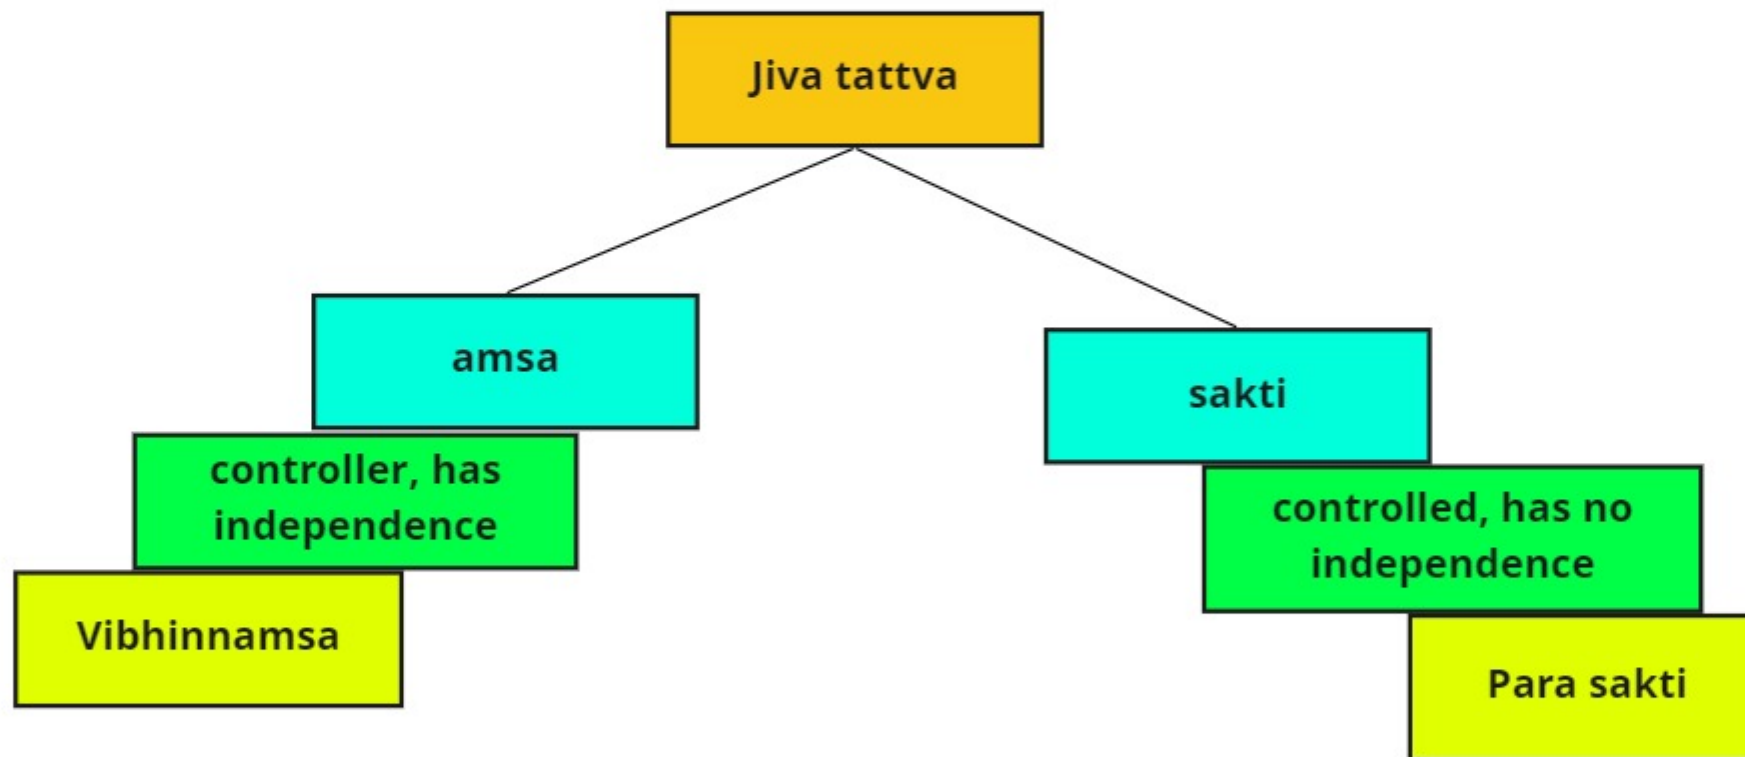 Jiva tattva
amsa
sakti
controller, has
independence
controlled, has no
independence
Vibhinnamsa
Para sakti